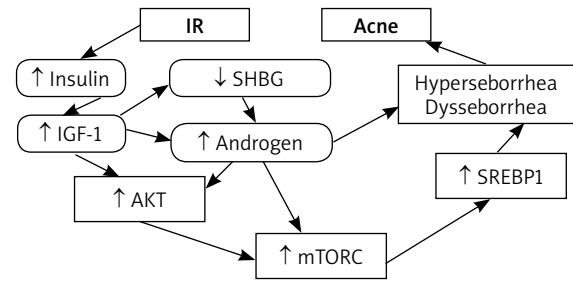 IR
Acne
↑ Insulin
↓ SHBG
Hyperseborrhea
Dysseborrhea
↑ IGF-1
↑ Androgen
↑ SREBP1
↑ AKT
↑ mTORC